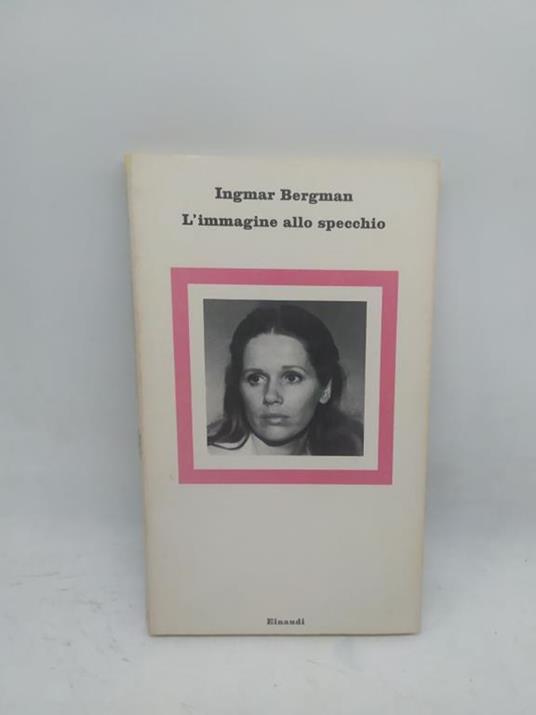 Ingmar Bergman
L'immagine allo specchio
Einaudi